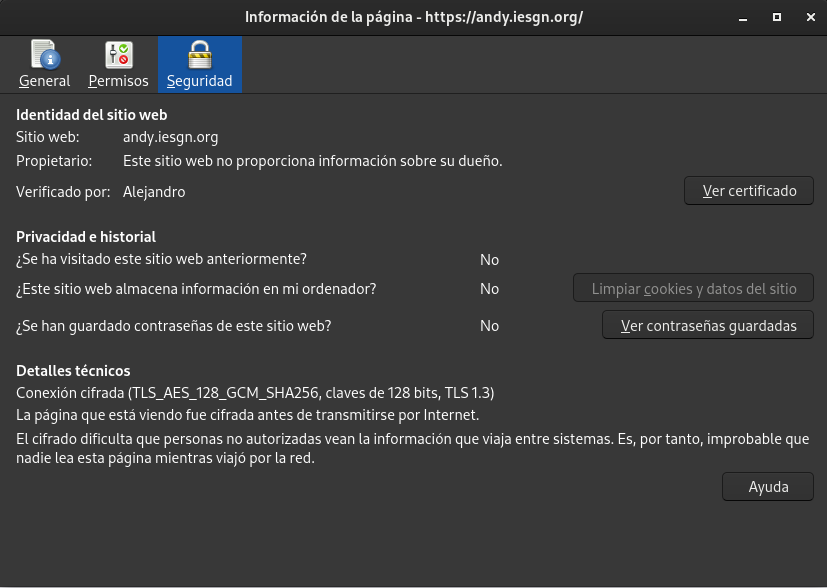 Información de la página - https://andy.iesgn.org/
General
Permisos
Seguridad
Identidad del sitio web
Sitio web: andy.iesgn.org
Propietario: Este sitio web no proporciona información sobre su dueño.
Verificado por: Alejandro
Ver certificado
Privacidad e historial
¿Se ha visitado este sitio web anteriormente? No
¿Este sitio web almacena información en mi ordenador? No
Limpiar cookies y datos del sitio
¿Se han guardado contraseñas de este sitio web? No
Ver contraseñas guardadas
Detalles técnicos
Conexión cifrada (TLS_AES_128_GCM_SHA256, claves de 128 bits, TLS 1.3)
La página que está viendo fue cifrada antes de transmitirse por Internet.
El cifrado dificulta que personas no autorizadas vean la información que viaja entre sistemas. Es, por tanto, improbable que
nadie lea esta página mientras viajó por la red.
Ayuda